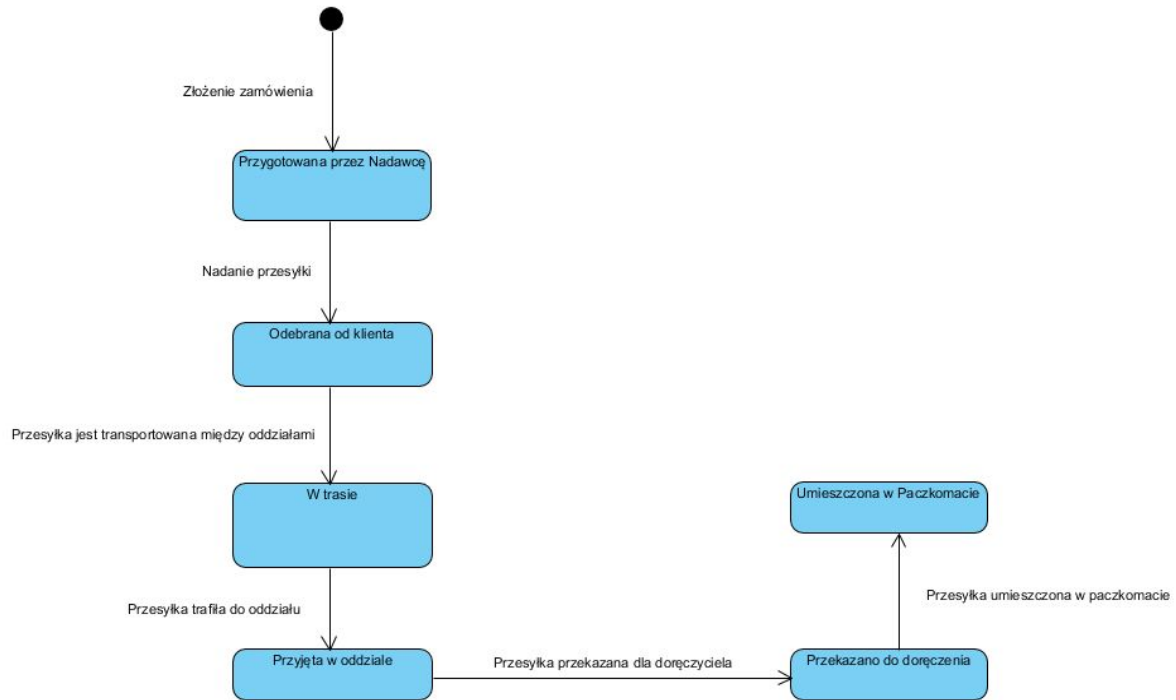 Złożenie zamówienia
Przygotowana przez Nadawcę
Nadanie przesyłki
Odebrana od klienta
Przesyłka jest transportowana między oddziałami
W trasie
Przesyłka trafiła do oddziału
Przyjęta w oddziale
Przesyłka przekazana dla doręczyciela
Przekazano do doręczenia
Przesyłka umieszczona w paczkomacie
Umieszczona w Paczkomacie